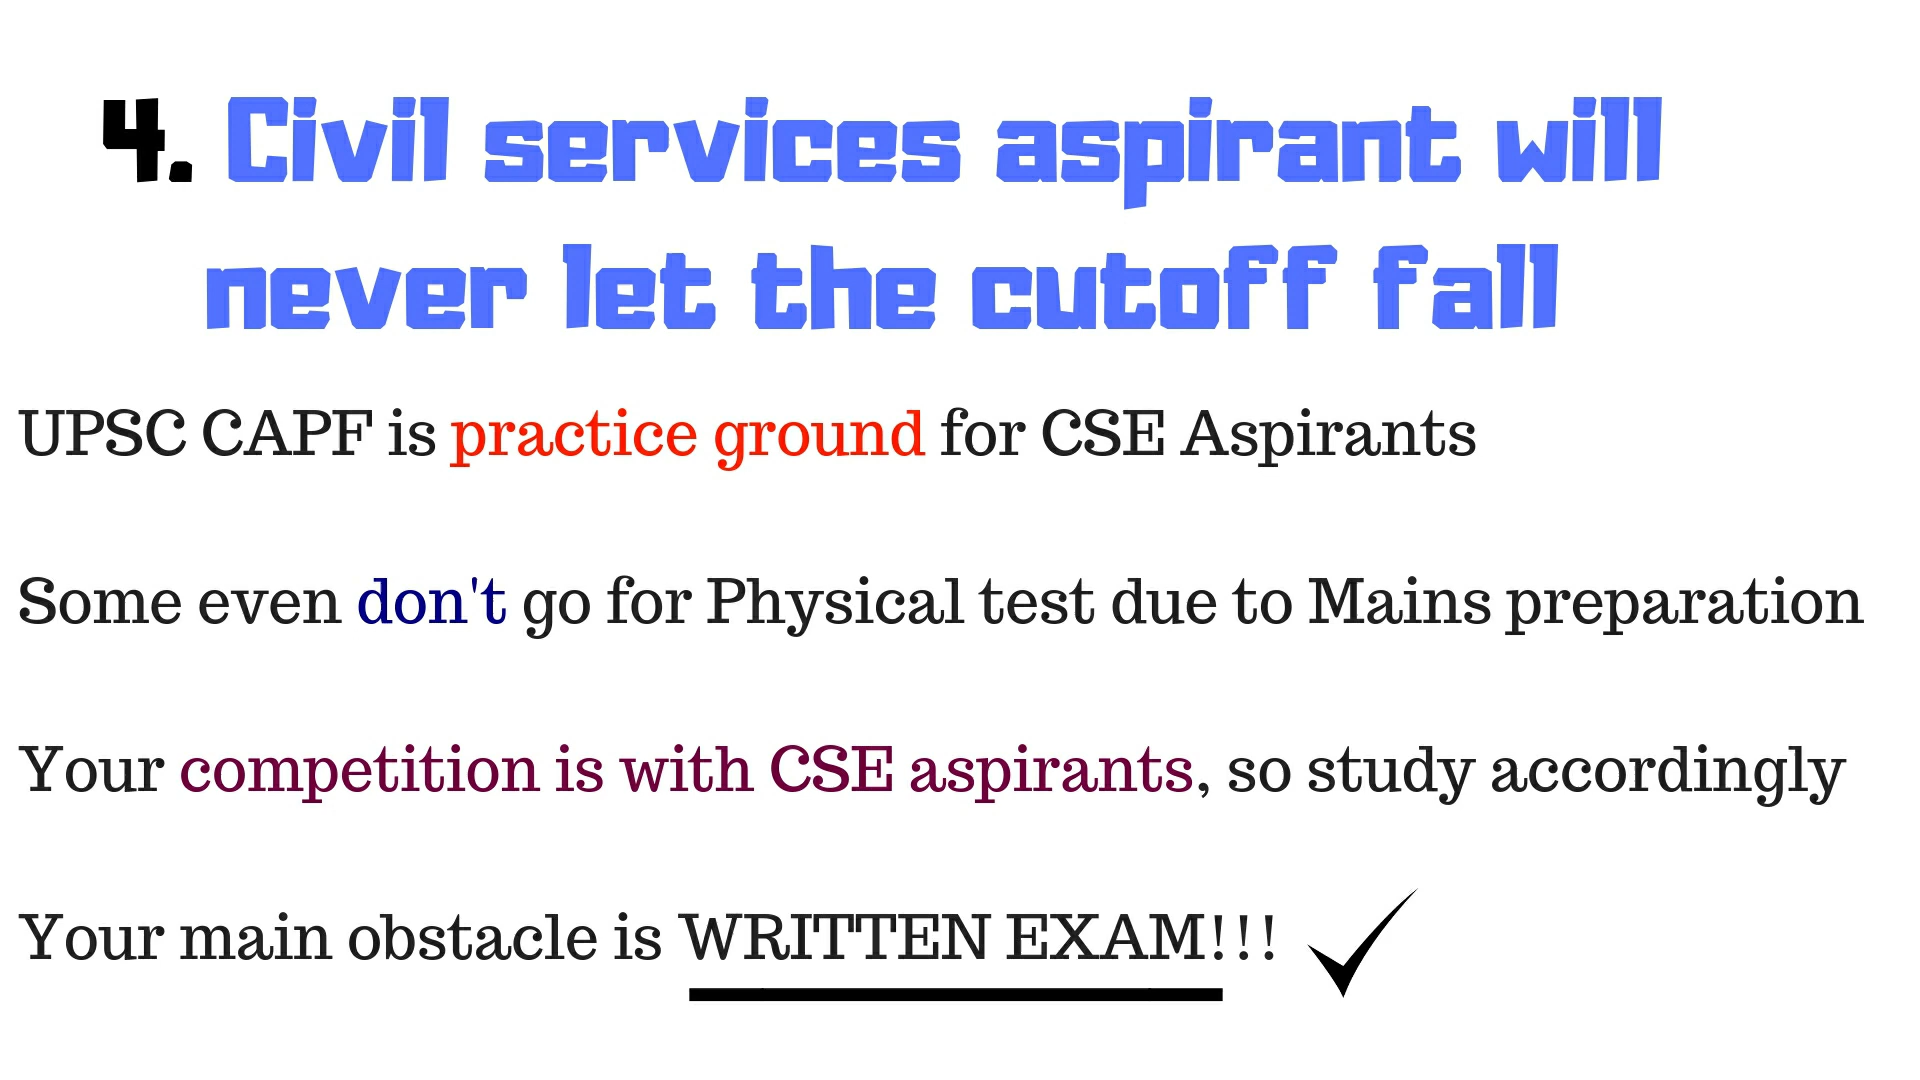 4. Civil services aspirant will
never let the cutoff fall
UPSC CAPF is practice ground for CSE Aspirants
Some even don't go for Physical test due to Mains preparation
Your competition is with CSE aspirants, so study accordingly
Your main obstacle is WRITTEN EXAM!!!